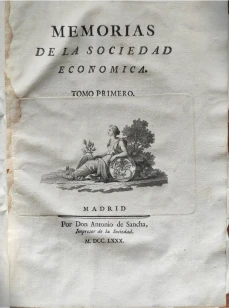 MEMORIAS
DE LA SOCIEDAD
ECONOMICA.
TOMO PRIMERO.
MADRID
Por Don Antonio de Sancha,
Impresor de la Sociedad.
M. DCC. LXXX.